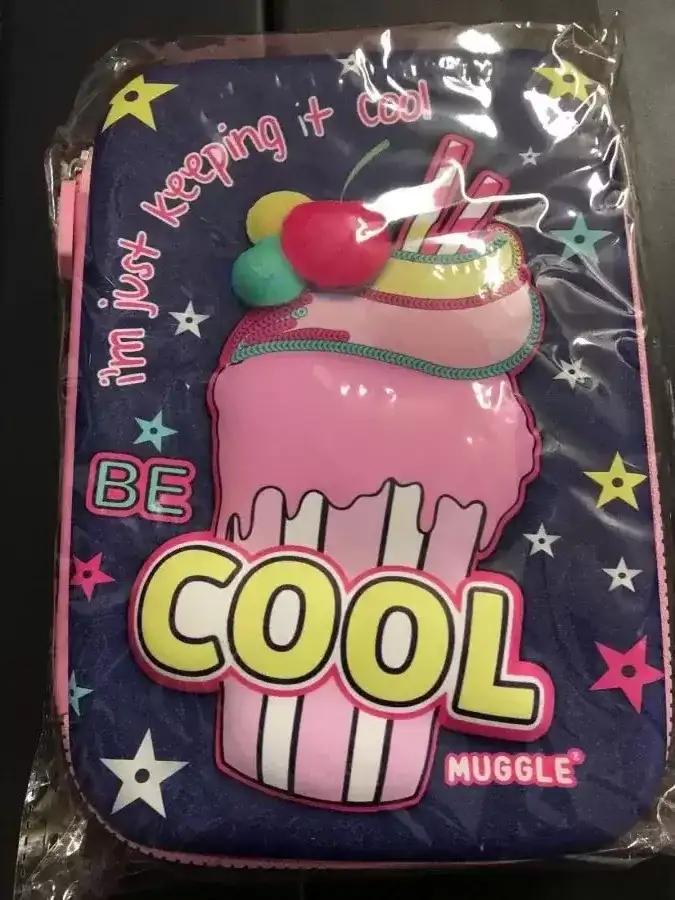 i'm just keeping it cool
BE
COOL
MUGGLE